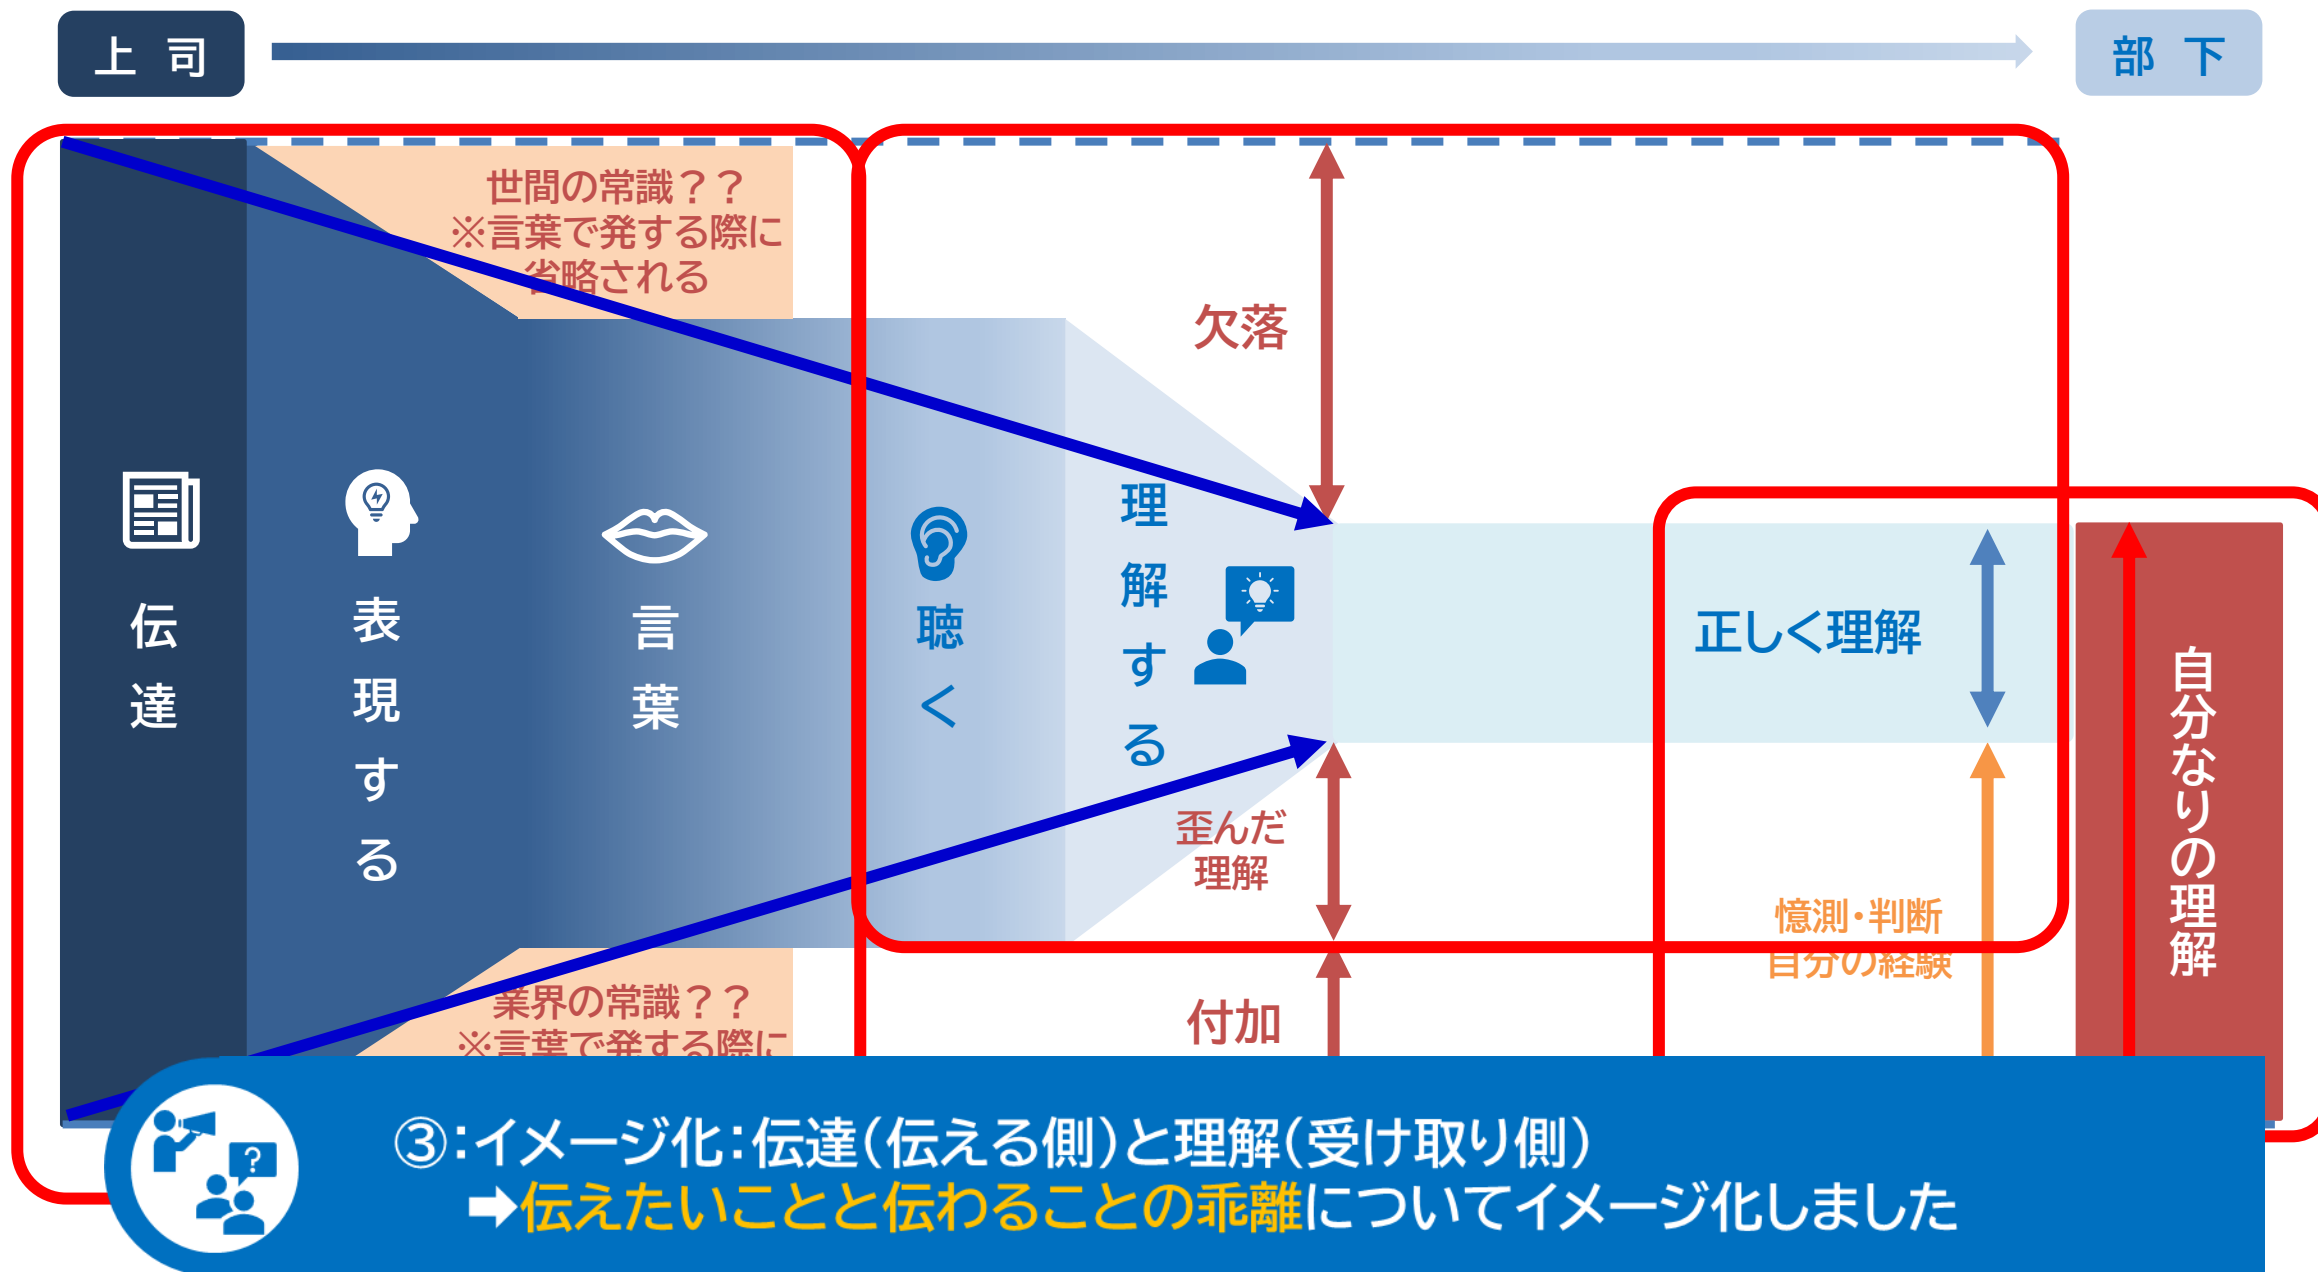 上 司
部 下
世間の常識？？
※言葉で発する際に
省略される
欠落
伝達
表現する
言葉
聴く
理解する
正しく理解
自分なりの理解
歪んだ
理解
憶測・判断
自分の経験
業界の常識？？
※言葉で発する際に
付加
③：イメージ化：伝達（伝える側）と理解（受け取り側）
➡伝えたいことと伝わることの乖離についてイメージ化しました